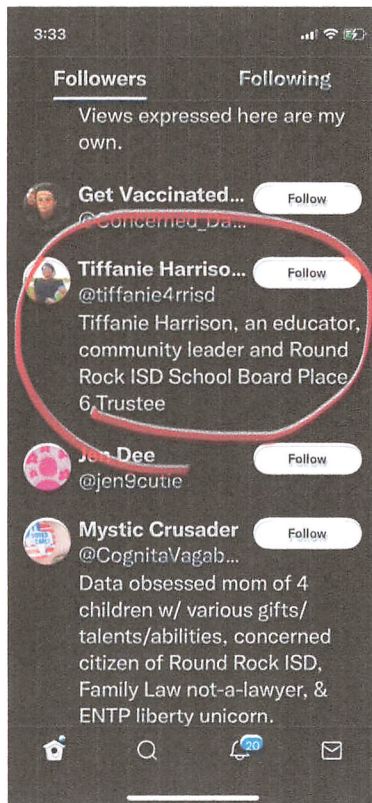 3:33
Followers Following
Views expressed here are my
own.
Get Vaccinated... Follow
@Concerned_Da...
Tiffanie Harriso... Follow
@tiffanie4rrisd
Tiffanie Harrison, an educator,
community leader and Round
Rock ISD School Board Place
6 Trustee
Jen Dee Follow
@jen9cutie
Mystic Crusader Follow
@CognitaVagab...
Data obsessed mom of 4
children w/ various gifts/
talents/abilities, concerned
citizen of Round Rock ISD,
Family Law not-a-lawyer, &
ENTP liberty unicorn.
20